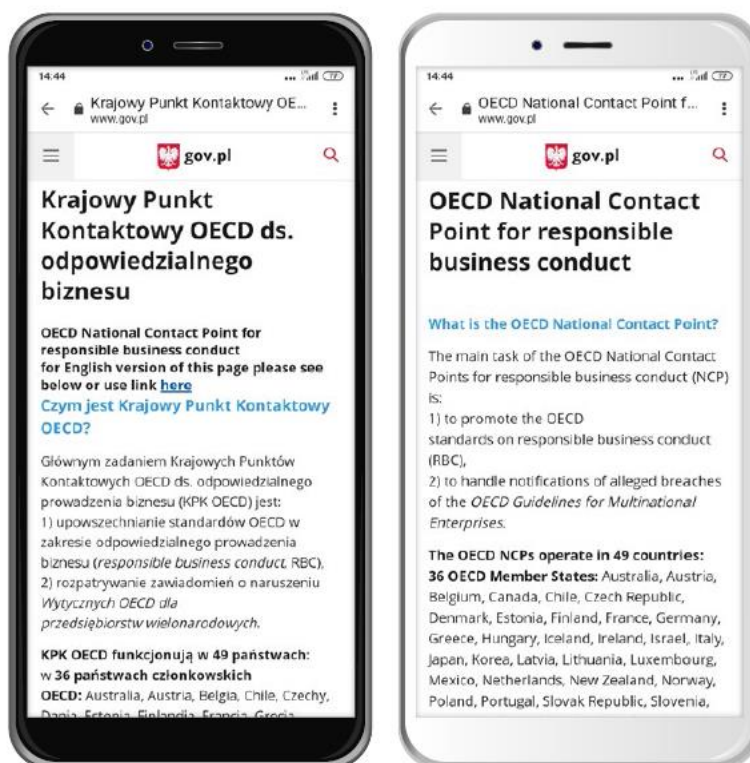 14:44
Krajowy Punkt Kontaktowy OE...
www.gov.pl
gov.pl
Krajowy Punkt
Kontaktowy OECD ds.
odpowiedzialnego
biznesu
OECD National Contact Point for
responsible business conduct
for English version of this page please see
below or use link here
Czym jest Krajowy Punkt Kontaktowy
OECD?
Głównym zadaniem Krajowych Punktów
Kontaktowych OECD ds. odpowiedzialnego
prowadzenia biznesu (KPK OECD) jest:
1) upowszechnianie standardów OECD w
zakresie odpowiedzialnego prowadzenia
biznesu (responsible business conduct, RBC),
2) rozpatrywanie zawiadomień o naruszeniu
Wytycznych OECD dla
przedsiębiorstw wielonarodowych.
KPK OECD funkcjonują w 49 państwach:
w 36 państwach członkowskich
OECD: Australia, Austria, Belgia, Chile, Czechy,
Dania, Estonia, Finlandia, Francja, Grecja,
14:44
OECD National Contact Point f...
www.gov.pl
gov.pl
OECD National Contact
Point for responsible
business conduct
What is the OECD National Contact Point?
The main task of the OECD National Contact
Points for responsible business conduct (NCP)
is:
1) to promote the OECD
standards on responsible business conduct
(RBC),
2) to handle notifications of alleged breaches
of the OECD Guidelines for Multinational
Enterprises.
The OECD NCPs operate in 49 countries:
36 OECD Member States: Australia, Austria,
Belgium, Canada, Chile, Czech Republic,
Denmark, Estonia, Finland, France, Germany,
Greece, Hungary, Iceland, Ireland, Israel, Italy,
Japan, Korea, Latvia, Lithuania, Luxembourg,
Mexico, Netherlands, New Zealand, Norway,
Poland, Portugal, Slovak Republic, Slovenia,